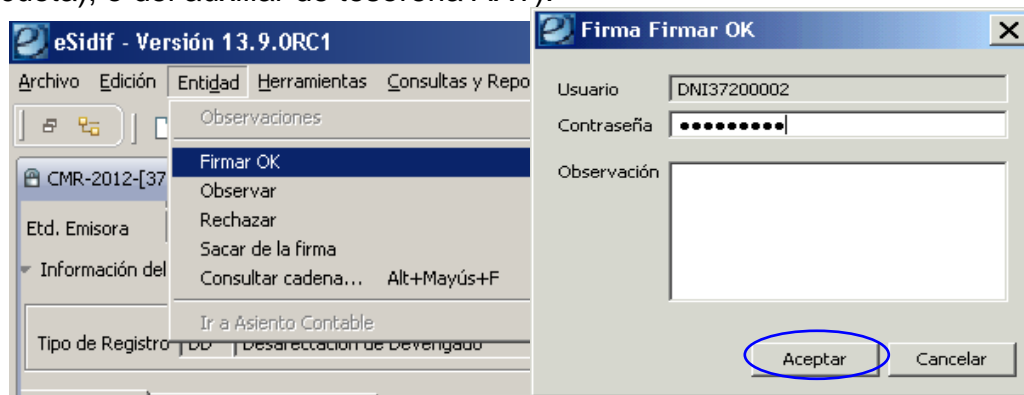 eSidif - Versión 13.9.0RC1
Archivo Edición Entidad Herramientas Consultas y Repo
Observaciones
Firmar OK
Observar
Rechazar
Sacar de la firma
Consultar cadena... Alt+Mayús+F
Ir a Asiento Contable
CMR-2012-[37
Etd. Emisora
Información del
Tipo de Registro DD Desafectación de Devengado
Firma Firmar OK
Usuario DNI37200002
Contraseña ●●●●●●●●●
Observación
Aceptar Cancelar